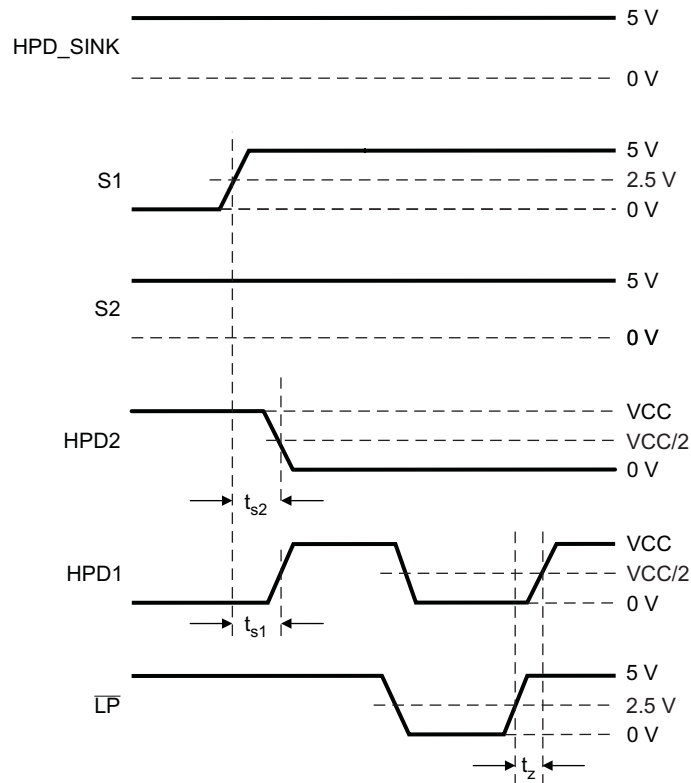 HPD_SINK
5 V
0 V
S1
5 V
2.5 V
0 V
S2
5 V
0 V
HPD2
VCC
VCC/2
0 V
ts2
HPD1
VCC
VCC/2
0 V
ts1
LP
5 V
2.5 V
0 V
tz